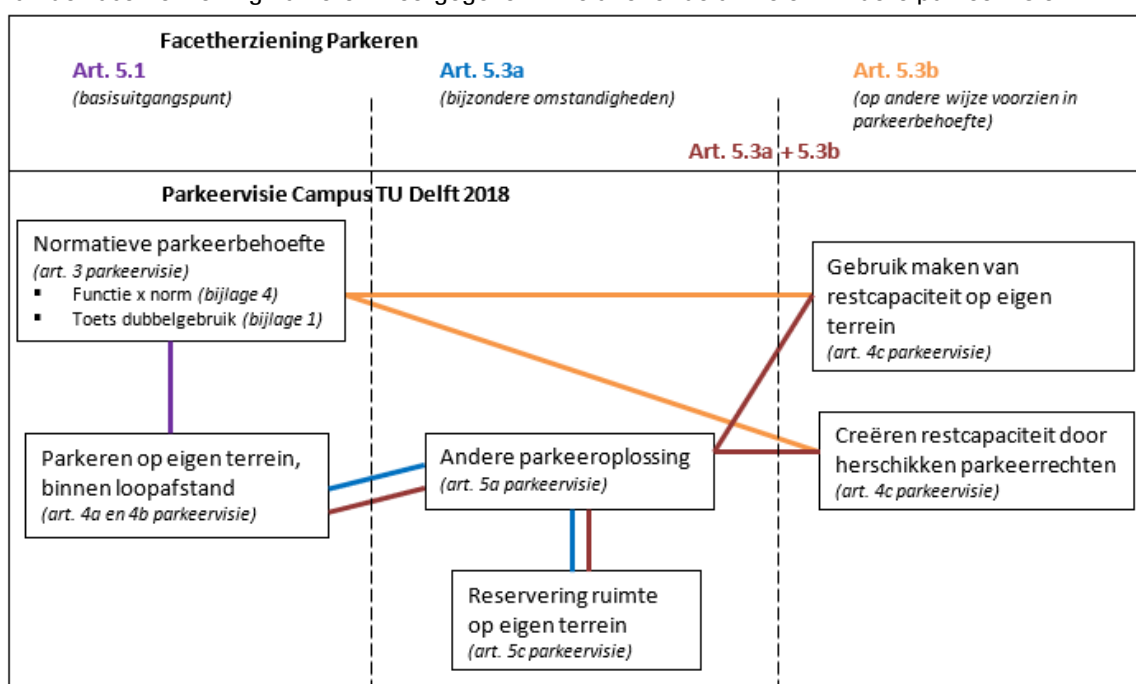 Facetherziening Parkeren
Art. 5.1
(basisuitgangspunt)
Art. 5.3a
(bijzondere omstandigheden)
Art. 5.3b
(op andere wijze voorzien in
parkeerbehoefte)
Art. 5.3a + 5.3b
Parkeervisie Campus TU Delft 2018
Normatieve parkeerbehoefte
(art. 3 parkeervisie)
▪ Functie x norm (bijlage 4)
▪ Toets dubbelgebruik (bijlage 1)
Gebruik maken van
restcapaciteit op eigen
terrein
(art. 4c parkeervisie)
Parkeren op eigen terrein,
binnen loopafstand
(art. 4a en 4b parkeervisie)
Andere parkeeroplossing
(art. 5a parkeervisie)
Creëren restcapaciteit door
herschikken parkeerrechten
(art. 4c parkeervisie)
Reservering ruimte
op eigen terrein
(art. 5c parkeervisie)